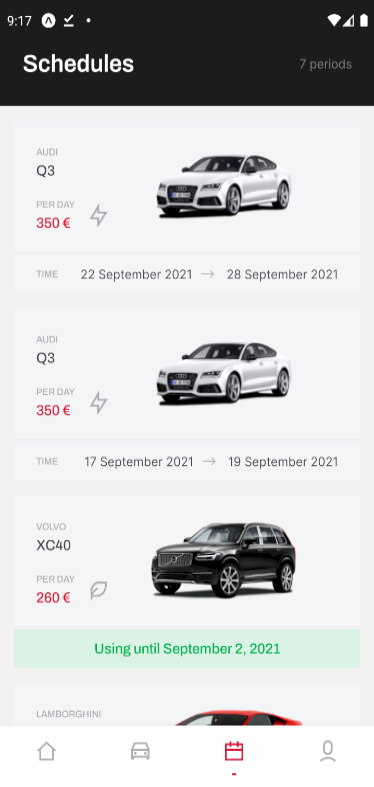 9:17
Schedules 7 periods
AUDI
Q3
PER DAY
350 €
TIME 22 September 2021 → 28 September 2021
AUDI
Q3
PER DAY
350 €
TIME 17 September 2021 → 19 September 2021
VOLVO
XC40
PER DAY
260 €
Using until September 2, 2021
LAMBORGHINI